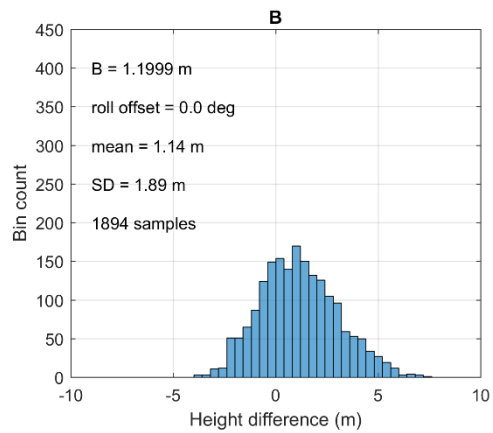 B
450
400
350
300
250
200
150
100
50
0
B = 1.1999 m
roll offset = 0.0 deg
mean = 1.14 m
SD = 1.89 m
1894 samples
Bin count
-10
-5
0
5
10
Height difference (m)